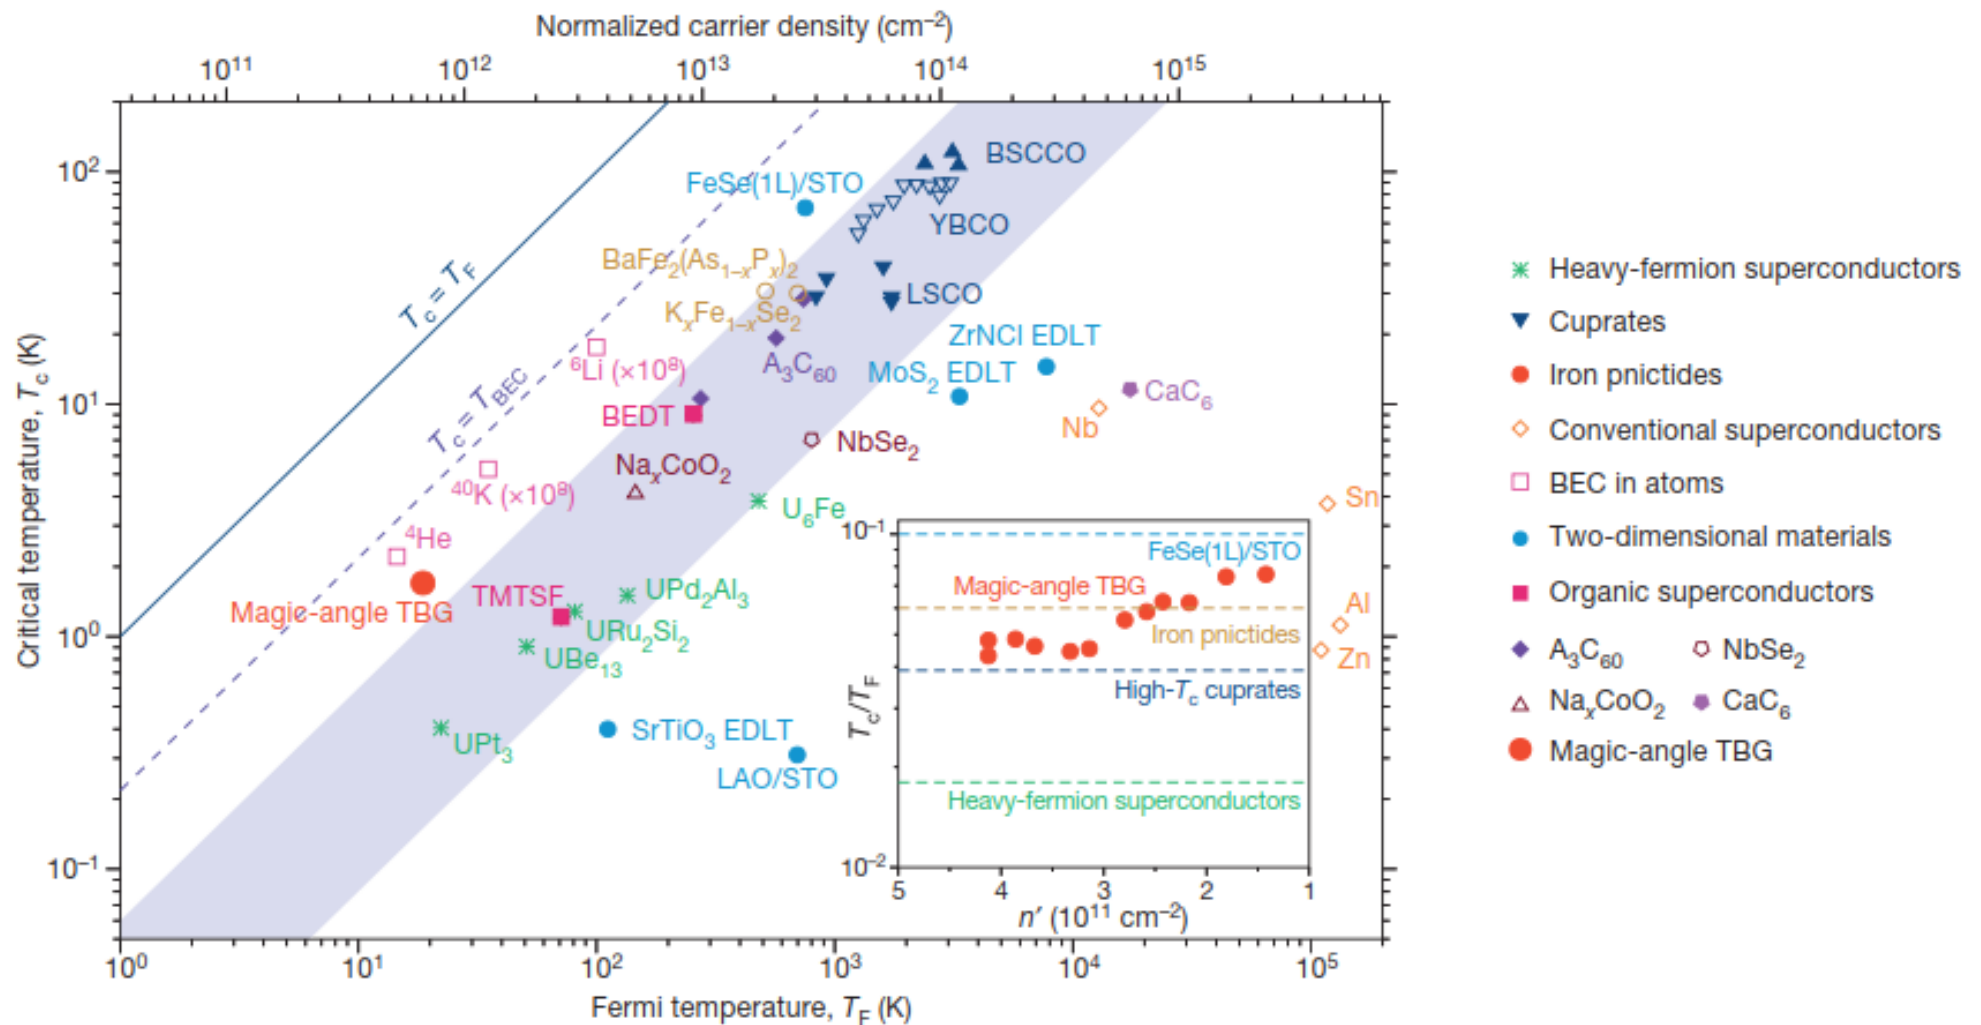 Normalized carrier density (cm⁻²)
10¹¹ 10¹² 10¹³ 10¹⁴ 10¹⁵
Critical temperature, T_c (K)
10² 10¹ 10⁰ 10⁻¹
T_c = T_F
T_c = T_BEC
BSCCO
FeSe(1L)/STO
YBCO
BaFe₂(As₁₋ₓPₓ)₂
LSCO
KₓFe₁₋ₓSe₂
ZrNCl EDLT
⁶Li (×10⁸)
A₃C₆₀
MoS₂ EDLT
CaC₆
BEDT
Nb
NbSe₂
NaₓCoO₂
⁴⁰K (×10⁸)
Sn
U₆Fe
⁴He
Magic-angle TBG
TMTSF
UPd₂Al₃
URu₂Si₂
UBe₁₃
Al
Zn
UPt₃
SrTiO₃ EDLT
LAO/STO
10⁻¹
FeSe(1L)/STO
Magic-angle TBG
Iron pnictides
High-T_c cuprates
T_c/T_F
Heavy-fermion superconductors
10⁻²
5 4 3 2 1
n′ (10¹¹ cm⁻²)
10⁰ 10¹ 10² 10³ 10⁴ 10⁵
Fermi temperature, T_F (K)
Heavy-fermion superconductors
Cuprates
Iron pnictides
Conventional superconductors
BEC in atoms
Two-dimensional materials
Organic superconductors
A₃C₆₀ NbSe₂
NaₓCoO₂ CaC₆
Magic-angle TBG